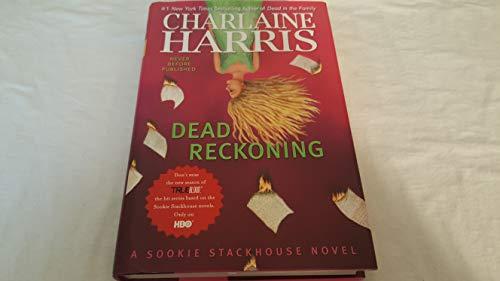 #1 New York Times Bestselling Author of Dead in the Family
CHARLAINE
HARRIS
NEVER
BEFORE
PUBLISHED
DEAD
RECKONING
Don't miss
the new season of
TRUE BLOOD,
the hit series based on the
Sookie Stackhouse novels.
Only on
HBO
A SOOKIE STACKHOUSE NOVEL